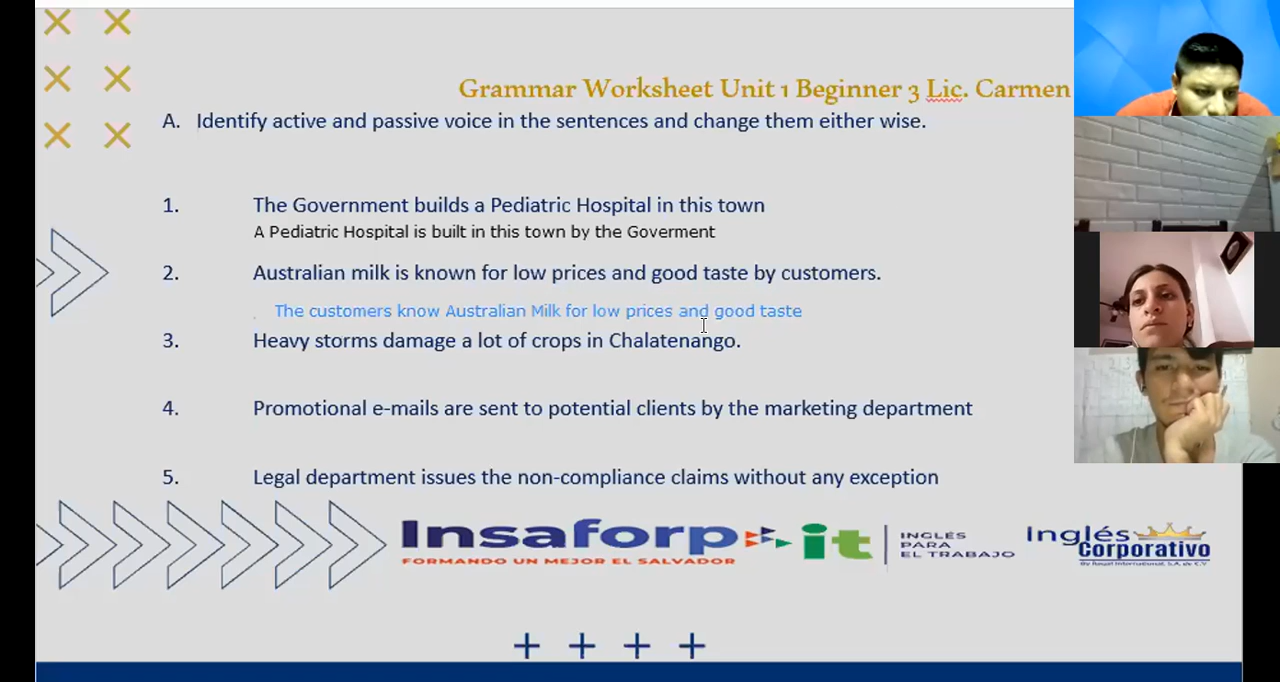 Grammar Worksheet Unit 1 Beginner 3 Lic. Carmen
A. Identify active and passive voice in the sentences and change them either wise.
1. The Government builds a Pediatric Hospital in this town
A Pediatric Hospital is built in this town by the Goverment
2. Australian milk is known for low prices and good taste by customers.
The customers know Australian Milk for low prices and good taste
3. Heavy storms damage a lot of crops in Chalatenango.
4. Promotional e-mails are sent to potential clients by the marketing department
5. Legal department issues the non-compliance claims without any exception
Insaforp
FORMANDO UN MEJOR EL SALVADOR
it
INGLÉS
PARA
EL TRABAJO
Inglés
Corporativo
By Royal International, S.A. de C.V